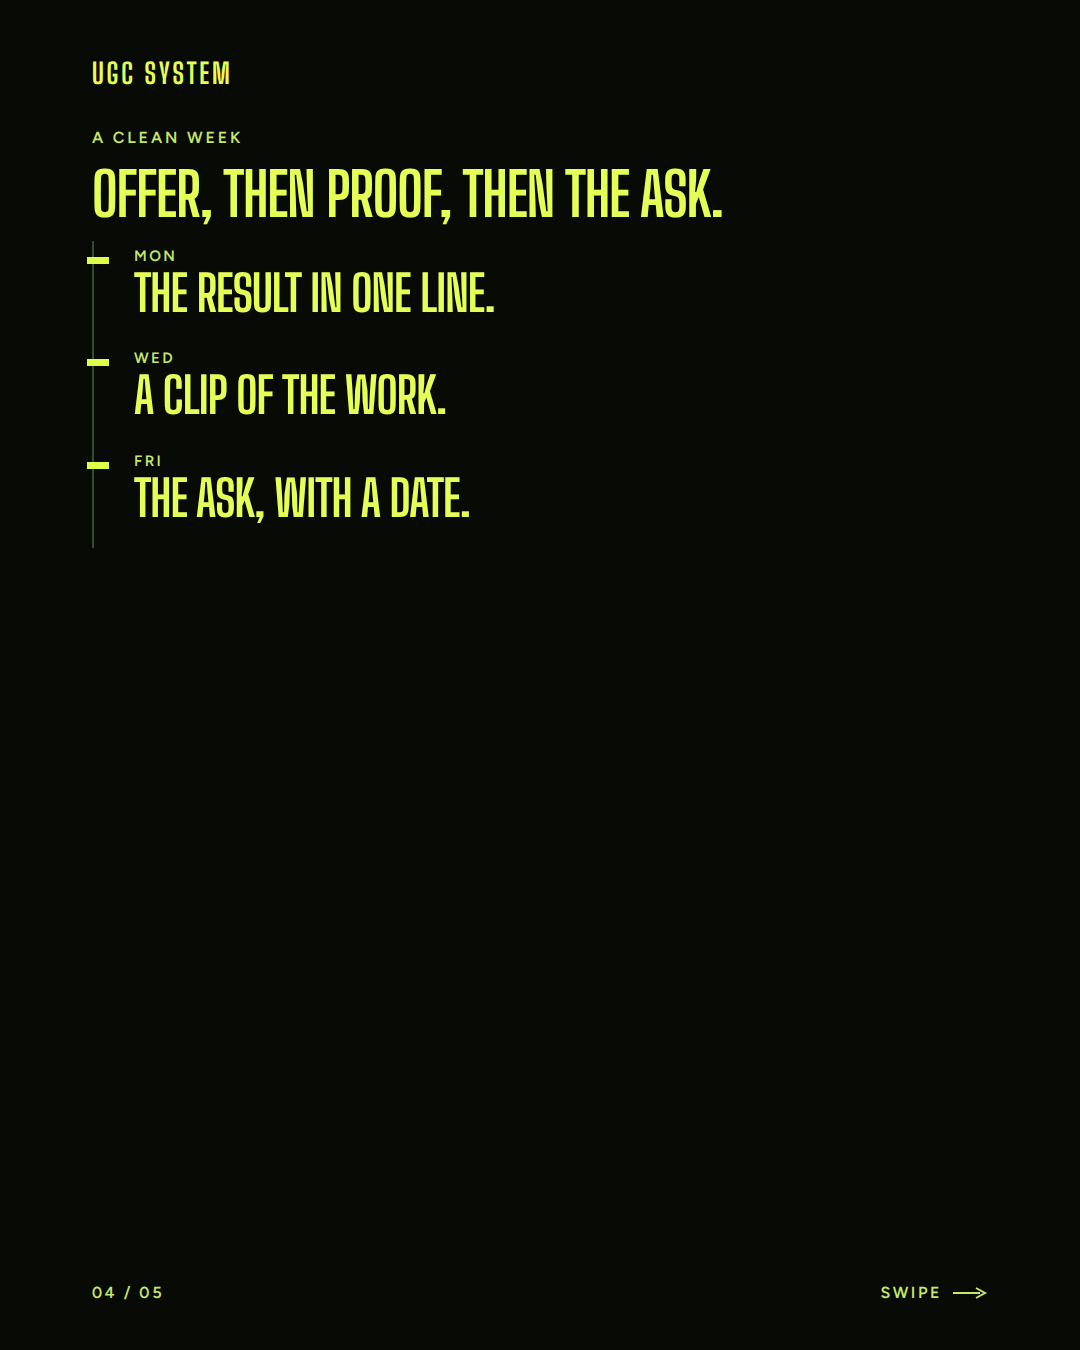 UGC SYSTEM
A CLEAN WEEK
OFFER, THEN PROOF, THEN THE ASK.
MON
THE RESULT IN ONE LINE.
WED
A CLIP OF THE WORK.
FRI
THE ASK, WITH A DATE.
04 / 05
SWIPE